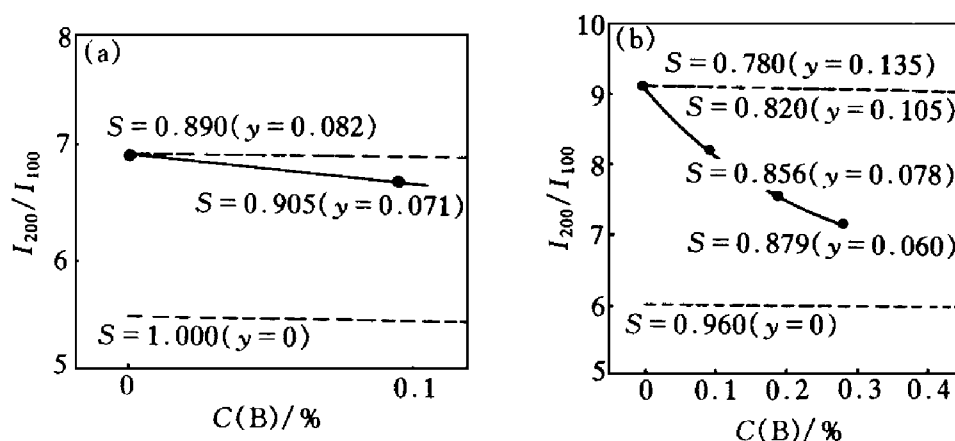 (a)
8
7
6
5
I₂₀₀/I₁₀₀
S=0.890(y=0.082)
S=0.905(y=0.071)
S=1.000(y=0)
0 0.1
C(B)/%
(b)
10
9
8
7
6
5
I₂₀₀/I₁₀₀
S=0.780(y=0.135)
S=0.820(y=0.105)
S=0.856(y=0.078)
S=0.879(y=0.060)
S=0.960(y=0)
0 0.1 0.2 0.3 0.4
C(B)/%